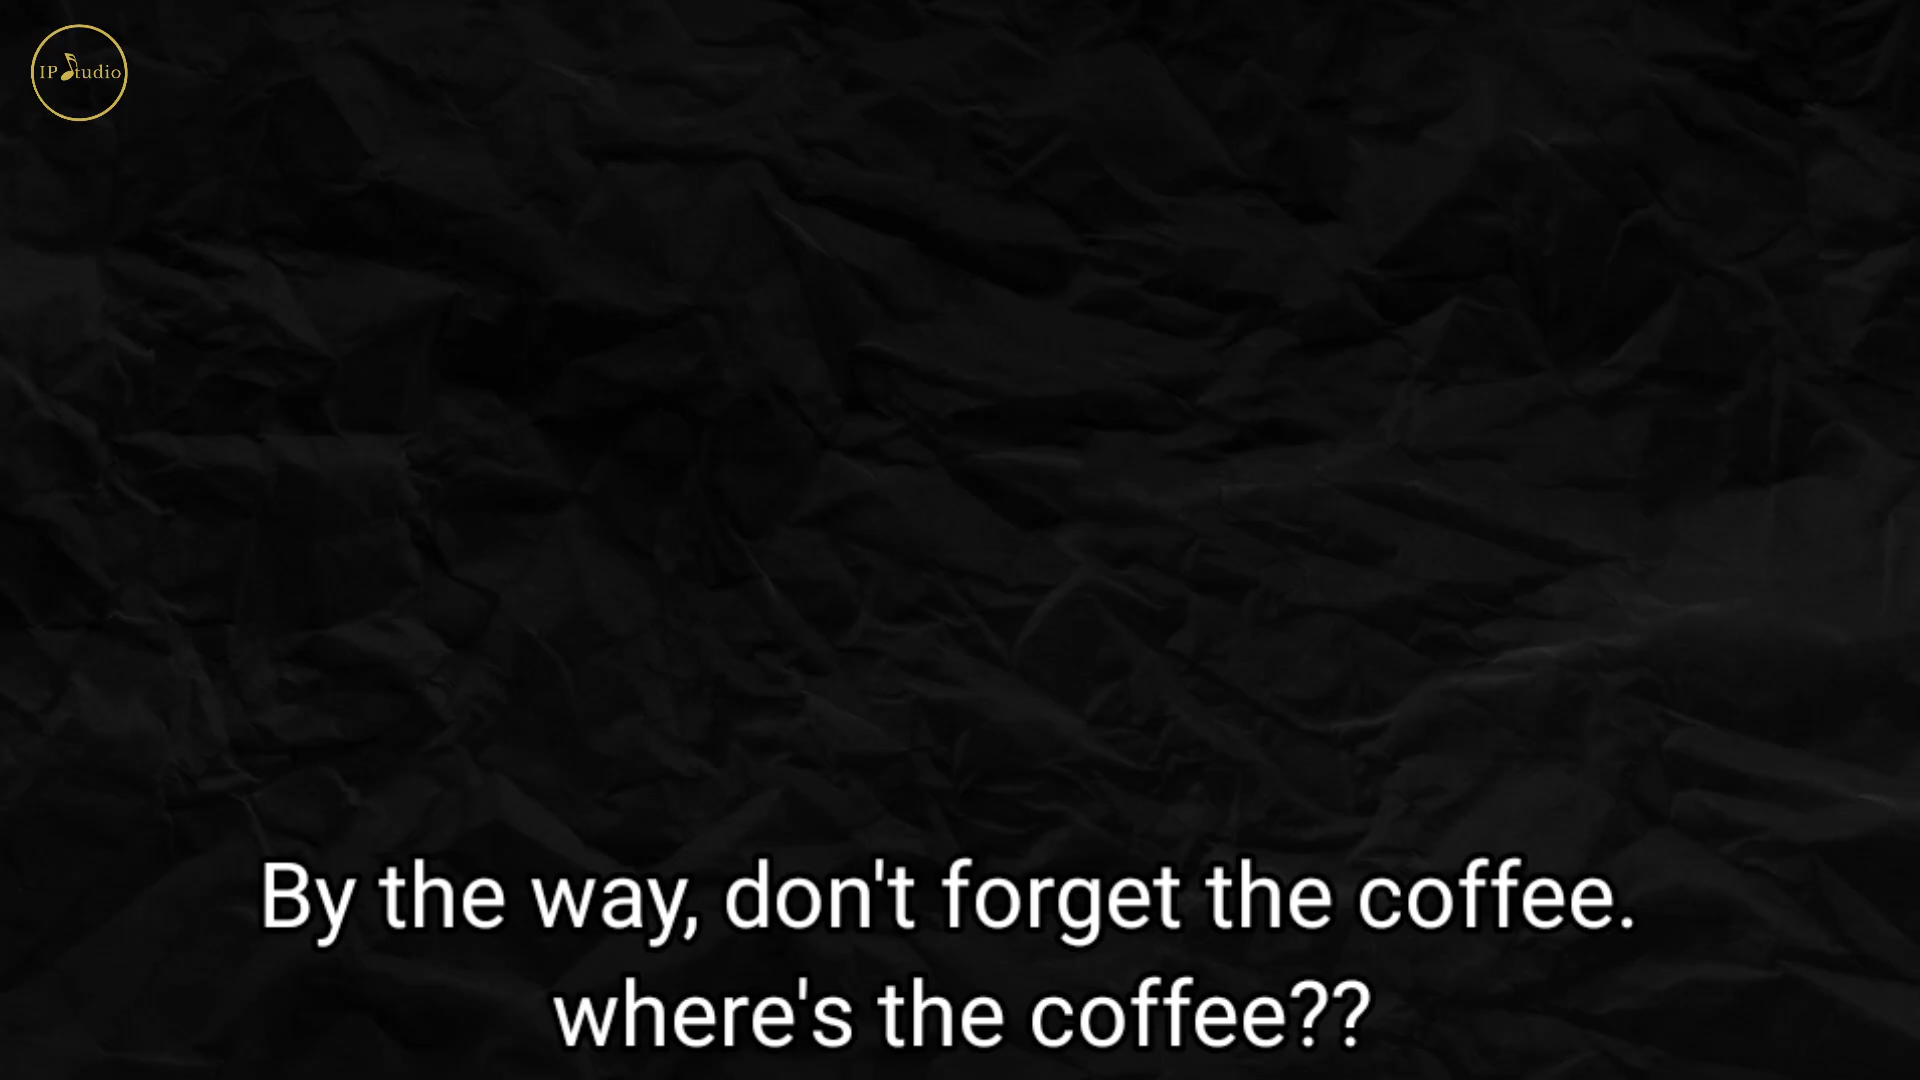 IP Studio
By the way, don't forget the coffee.
where's the coffee??